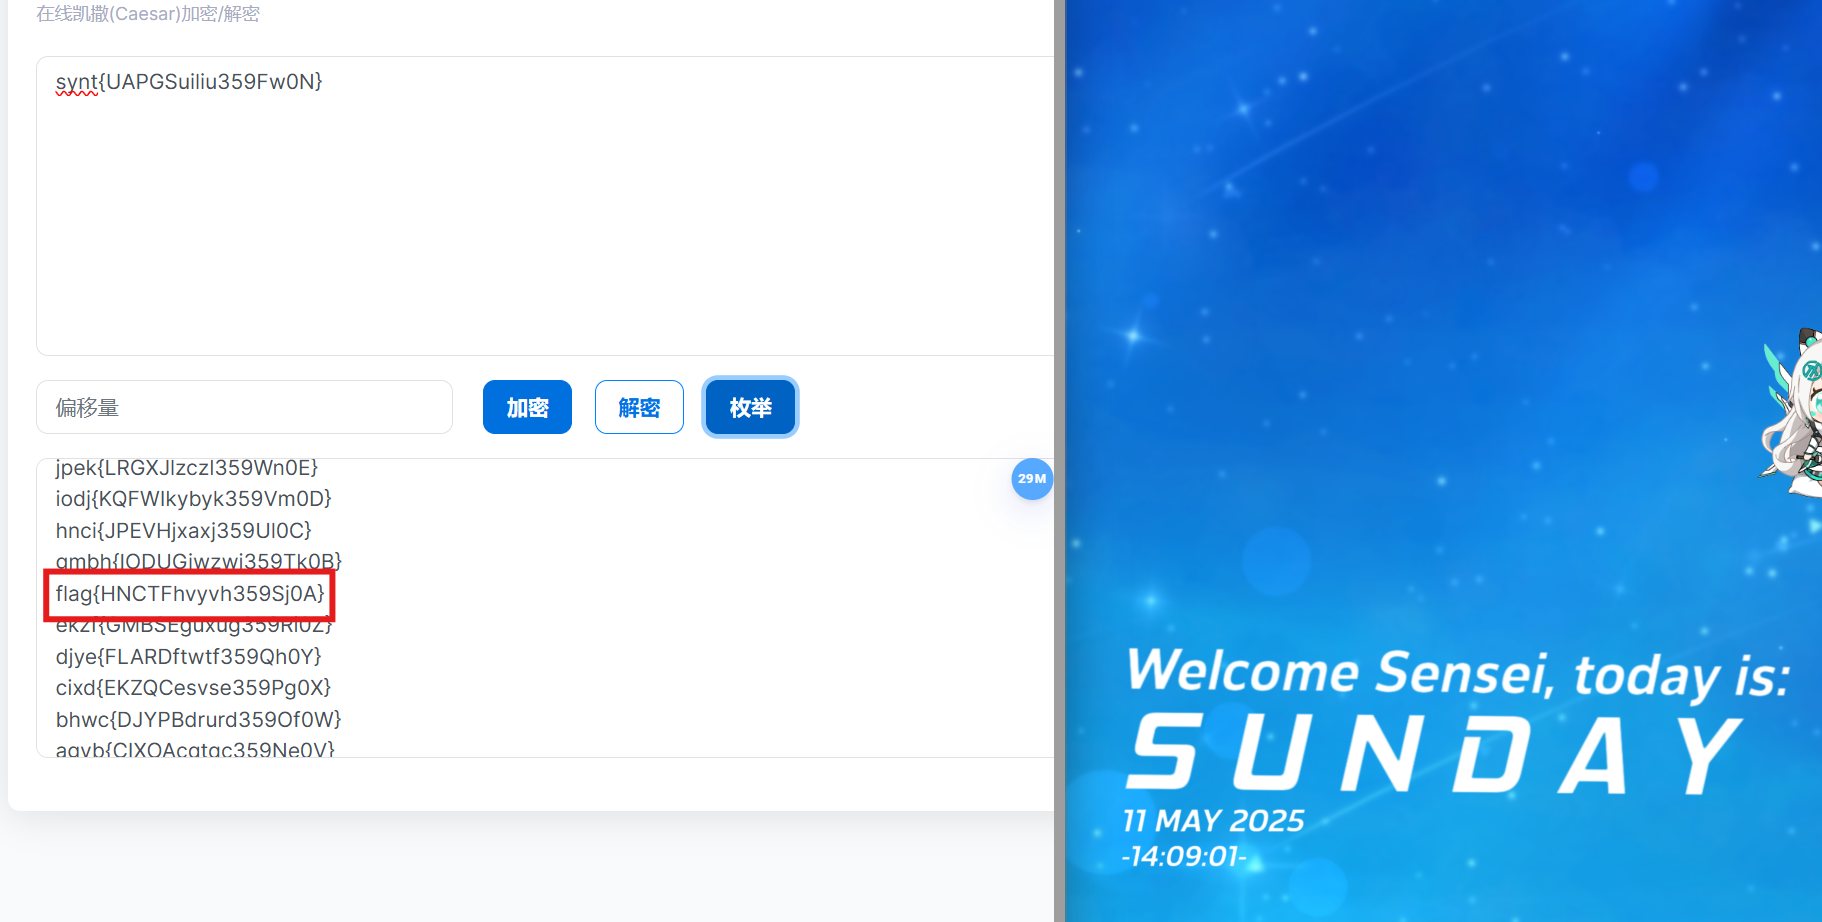 在线凯撒(Caesar)加密/解密
synt{UAPGSuiliu359Fw0N}
偏移量
加密
解密
枚举
jpek{LRGXJlzczl359Wn0E}
iodj{KQFWIkybyk359Vm0D}
hnci{JPEVHjxaxj359Ul0C}
gmbh{IODUGiwzwi359Tk0B}
flag{HNCTFhvyvh359Sj0A}
ekzf{GMBSEguxug359Ri0Z}
djye{FLARDftwtf359Qh0Y}
cixd{EKZQCesvse359Pg0X}
bhwc{DJYPBdrurd359Of0W}
agvb{CIXOAcqtqc359Ne0V}
29M
Welcome Sensei, today is:
SUNDAY
11 MAY 2025
-14:09:01-